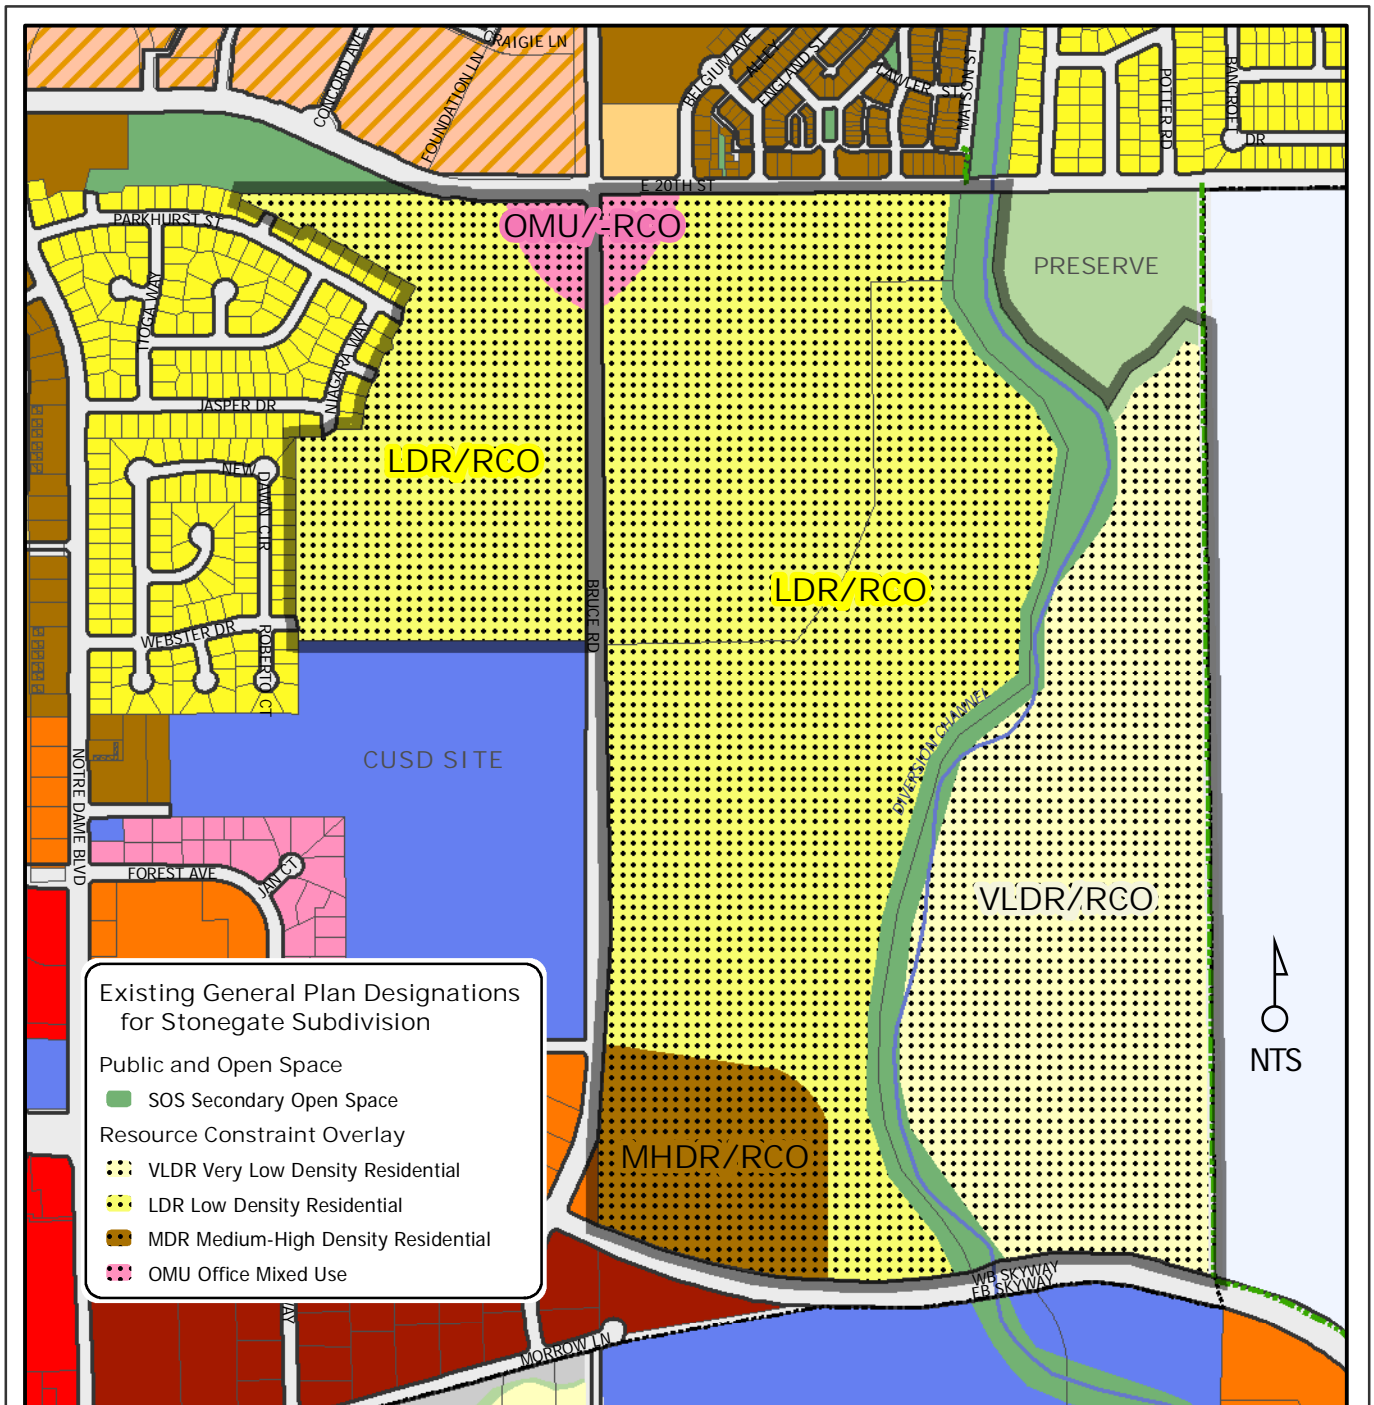 CRAIGIE LN
CONCORD AVE
FOUNDATION LN
BELGIUM AVE
ALLEY
ENGLAND ST
LAWLER ST
MATSON ST
POTTER RD
BANCROFT
DR
E 20TH ST
PARKHURST ST
OMU/-RCO
PRESERVE
TIOGA WAY
NIAGARA WAY
JASPER DR
LDR/RCO
NEW DAWN CIR
LDR/RCO
BRUCE RD
WEBSTER DR
ROBERTO CT
DIVERSION CHANNEL
CUSD SITE
NOTRE DAME BLVD
FOREST AVE
JAN CT
VLDR/RCO
NTS
MHDR/RCO
Existing General Plan Designations
for Stonegate Subdivision
Public and Open Space
SOS Secondary Open Space
Resource Constraint Overlay
VLDR Very Low Density Residential
LDR Low Density Residential
MDR Medium-High Density Residential
OMU Office Mixed Use
WB SKYWAY
EB SKYWAY
WAY
MORROW LN